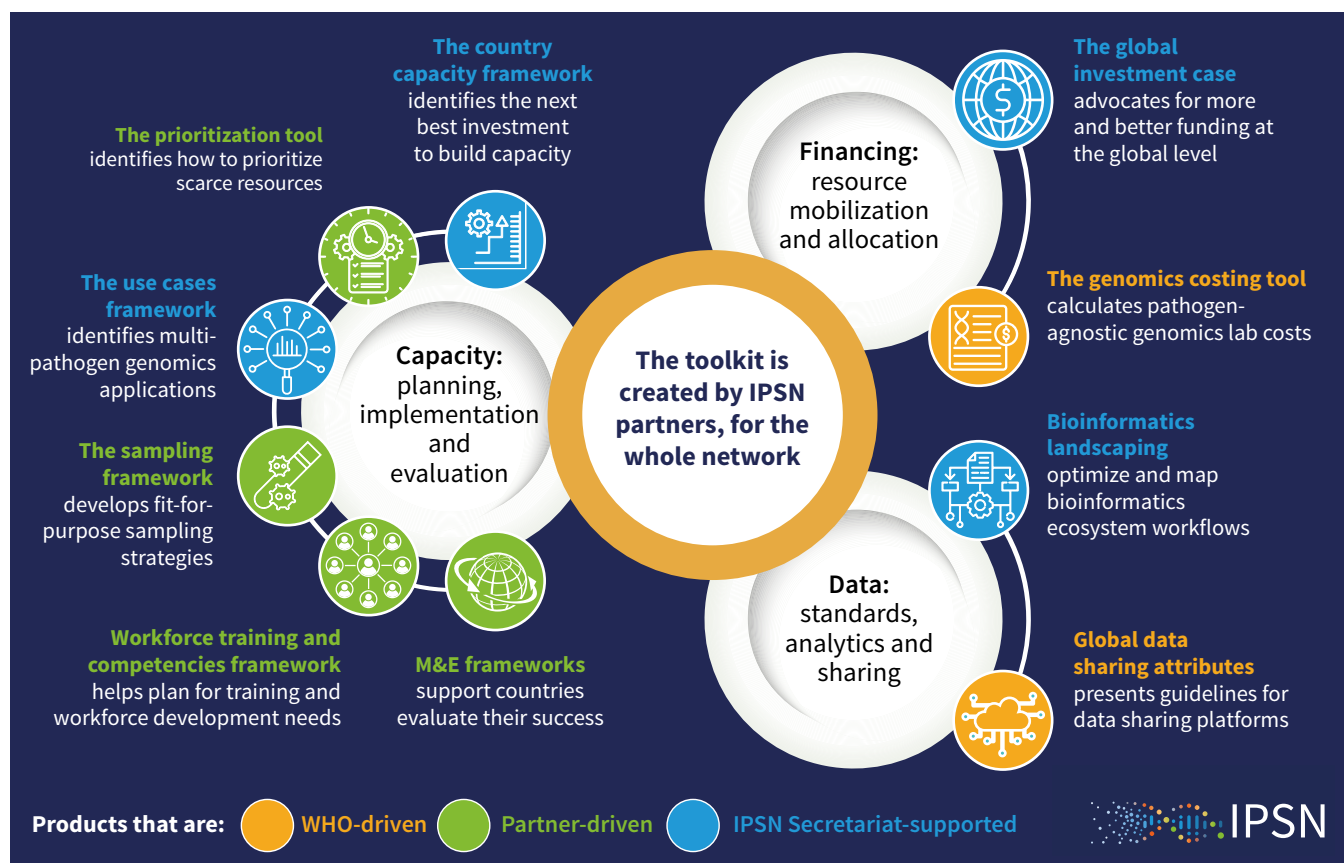 The country
capacity framework
identifies the next
best investment
to build capacity
The prioritization tool
identifies how to prioritize
scarce resources
The use cases
framework
identifies multi-
pathogen genomics
applications
The sampling
framework
develops fit-for-
purpose sampling
strategies
Workforce training and
competencies framework
helps plan for training and
workforce development needs
M&E frameworks
support countries
evaluate their success
Capacity:
planning,
implementation
and
evaluation
The toolkit is
created by IPSN
partners, for the
whole network
Financing:
resource
mobilization
and allocation
The global
investment case
advocates for more
and better funding at
the global level
$
The genomics costing tool
calculates pathogen-
agnostic genomics lab costs
$
Data:
standards,
analytics and
sharing
Bioinformatics
landscaping
optimize and map
bioinformatics
ecosystem workflows
Global data
sharing attributes
presents guidelines for
data sharing platforms
Products that are: WHO-driven Partner-driven IPSN Secretariat-supported
IPSN